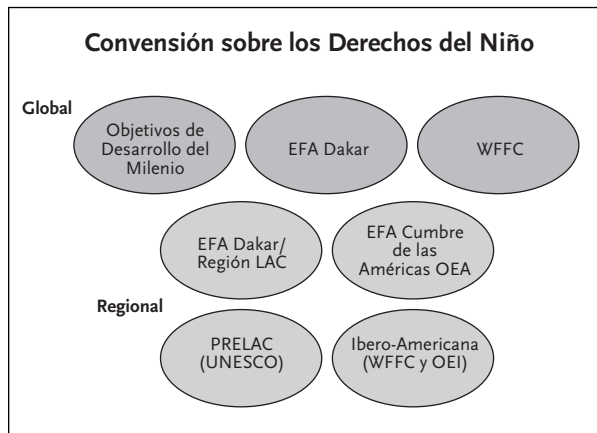 Convensión sobre los Derechos del Niño
Global
Objetivos de
Desarrollo del
Milenio
EFA Dakar
WFFC
EFA Dakar/
Región LAC
EFA Cumbre
de las
Américas OEA
Regional
PRELAC
(UNESCO)
Ibero-Americana
(WFFC y OEI)